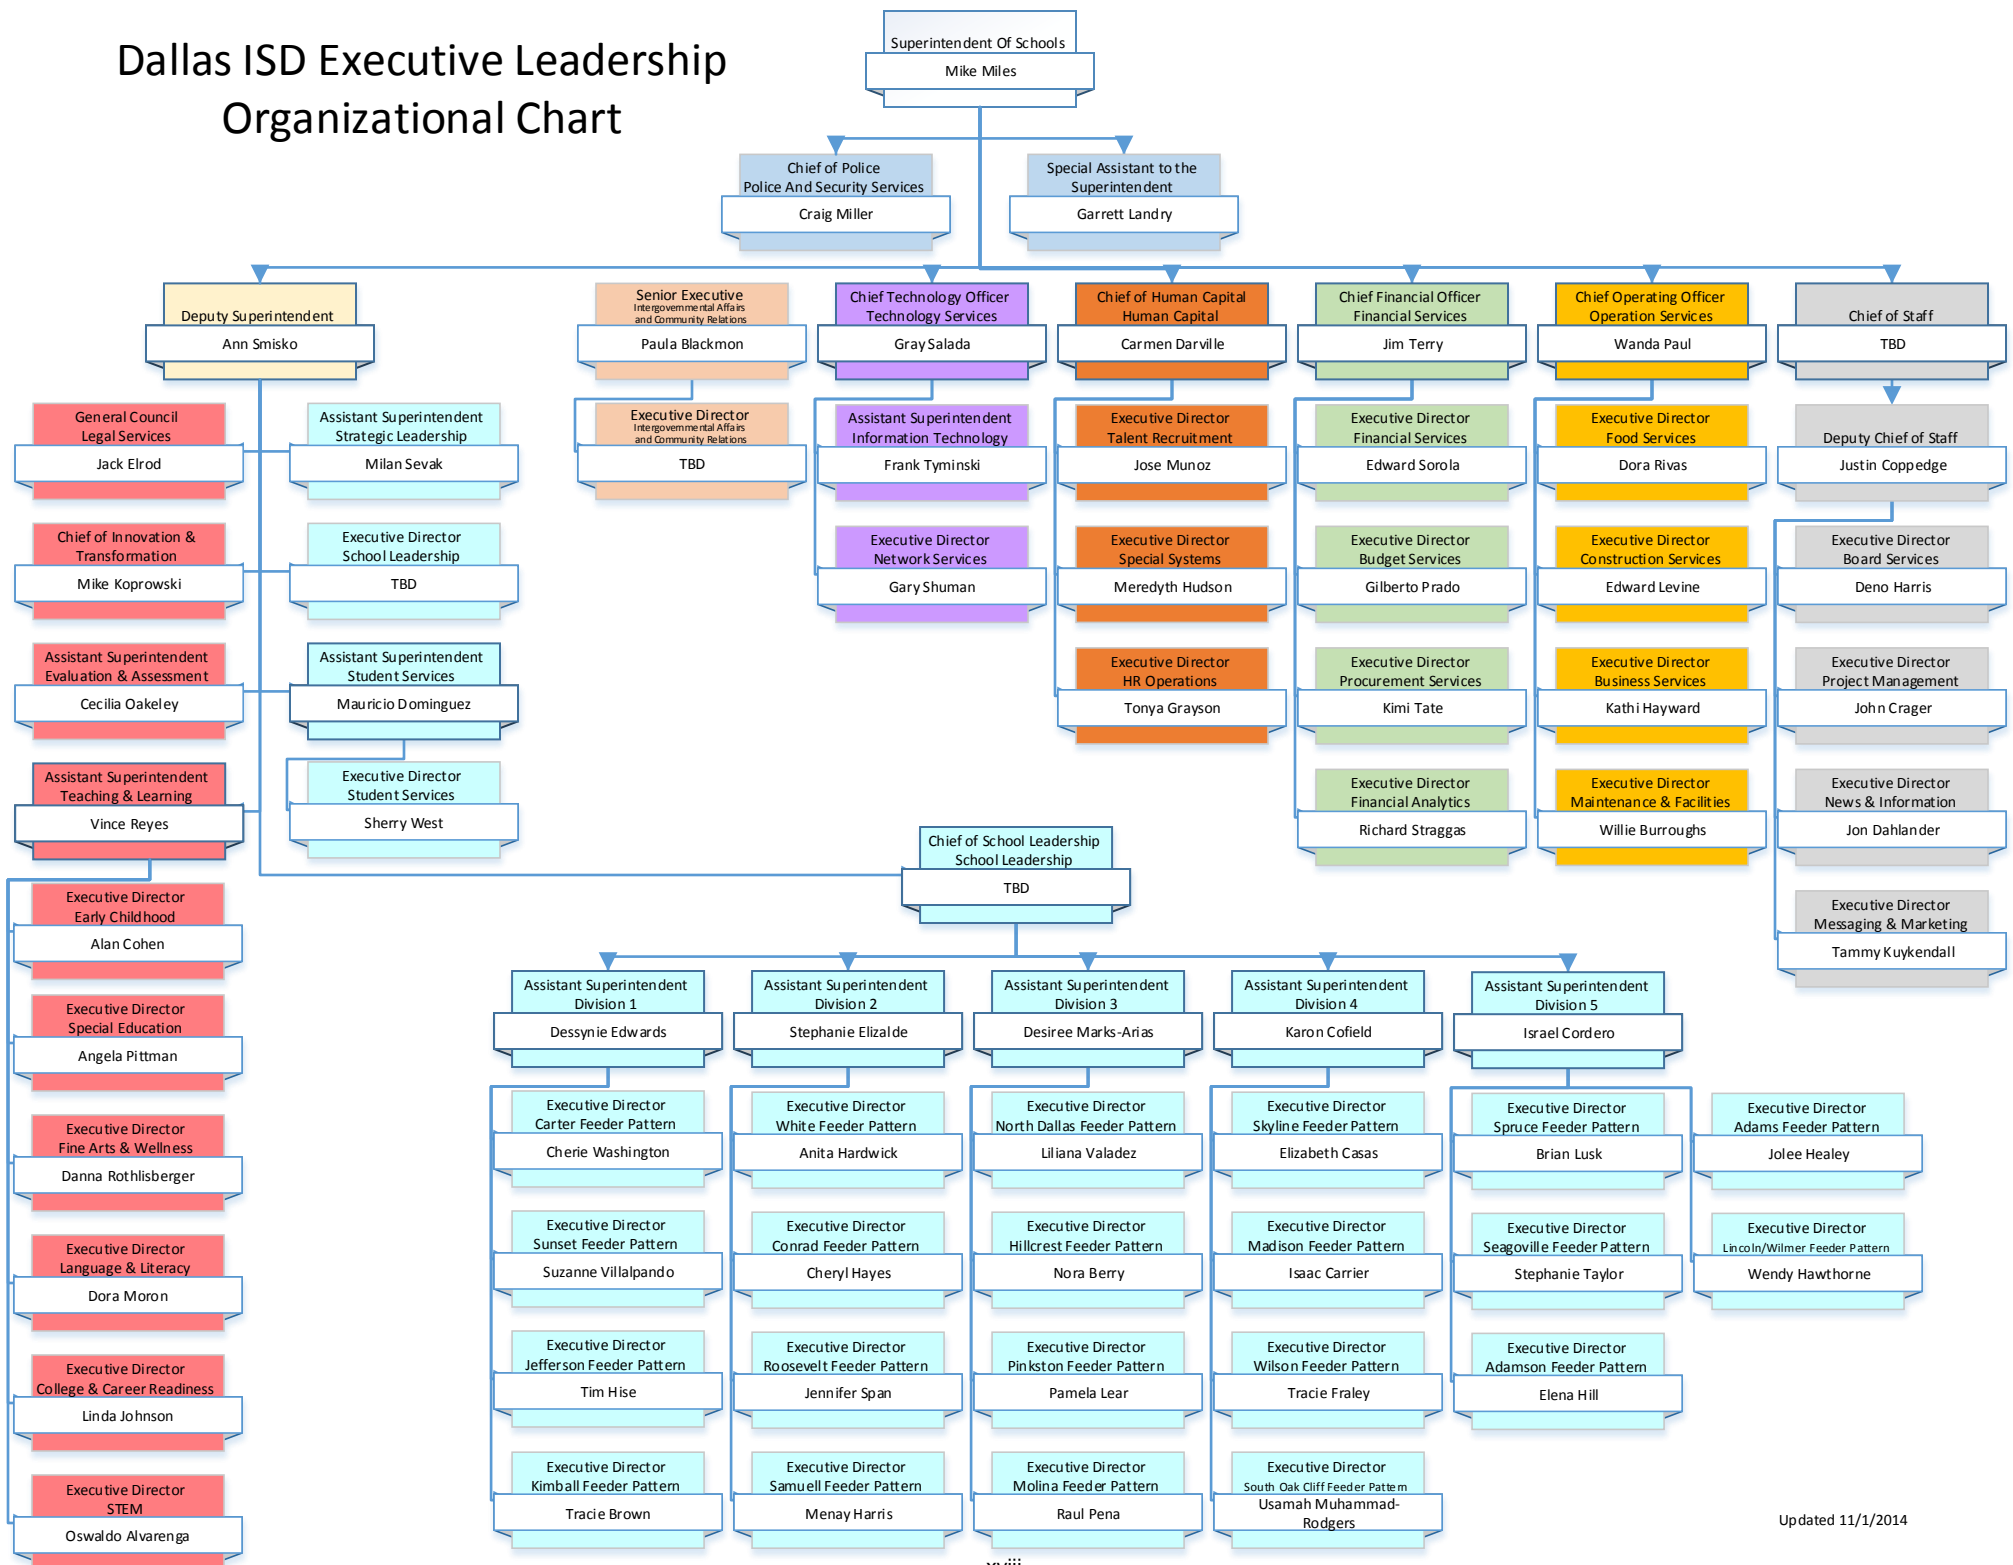 Dallas ISD Executive Leadership
Organizational Chart
Superintendent Of Schools
Mike Miles
Chief of Police
Police And Security Services
Craig Miller
Special Assistant to the
Superintendent
Garrett Landry
Deputy Superintendent
Ann Smisko
Senior Executive
Intergovernmental Affairs
and Community Relations
Paula Blackmon
Chief Technology Officer
Technology Services
Gray Salada
Chief of Human Capital
Human Capital
Carmen Darville
Chief Financial Officer
Financial Services
Jim Terry
Chief Operating Officer
Operation Services
Wanda Paul
Chief of Staff
TBD
General Council
Legal Services
Jack Elrod
Assistant Superintendent
Strategic Leadership
Milan Sevak
Executive Director
Intergovernmental Affairs
and Community Relations
TBD
Assistant Superintendent
Information Technology
Frank Tyminski
Executive Director
Talent Recruitment
Jose Munoz
Executive Director
Financial Services
Edward Sorola
Executive Director
Food Services
Dora Rivas
Deputy Chief of Staff
Justin Coppedge
Chief of Innovation &
Transformation
Mike Koprowski
Executive Director
School Leadership
TBD
Executive Director
Network Services
Gary Shuman
Executive Director
Special Systems
Meredyth Hudson
Executive Director
Budget Services
Gilberto Prado
Executive Director
Construction Services
Edward Levine
Executive Director
Board Services
Deno Harris
Assistant Superintendent
Evaluation & Assessment
Cecilia Oakeley
Assistant Superintendent
Student Services
Mauricio Dominguez
Executive Director
HR Operations
Tonya Grayson
Executive Director
Procurement Services
Kimi Tate
Executive Director
Business Services
Kathi Hayward
Executive Director
Project Management
John Crager
Assistant Superintendent
Teaching & Learning
Vince Reyes
Executive Director
Student Services
Sherry West
Executive Director
Financial Analytics
Richard Straggas
Executive Director
Maintenance & Facilities
Willie Burroughs
Executive Director
News & Information
Jon Dahlander
Chief of School Leadership
School Leadership
TBD
Executive Director
Early Childhood
Alan Cohen
Executive Director
Messaging & Marketing
Tammy Kuykendall
Assistant Superintendent
Division 1
Dessynie Edwards
Assistant Superintendent
Division 2
Stephanie Elizalde
Assistant Superintendent
Division 3
Desiree Marks-Arias
Assistant Superintendent
Division 4
Karon Cofield
Assistant Superintendent
Division 5
Israel Cordero
Executive Director
Special Education
Angela Pittman
Executive Director
Carter Feeder Pattern
Cherie Washington
Executive Director
White Feeder Pattern
Anita Hardwick
Executive Director
North Dallas Feeder Pattern
Liliana Valadez
Executive Director
Skyline Feeder Pattern
Elizabeth Casas
Executive Director
Spruce Feeder Pattern
Brian Lusk
Executive Director
Adams Feeder Pattern
Jolee Healey
Executive Director
Fine Arts & Wellness
Danna Rothlisberger
Executive Director
Sunset Feeder Pattern
Suzanne Villalpando
Executive Director
Conrad Feeder Pattern
Cheryl Hayes
Executive Director
Hillcrest Feeder Pattern
Nora Berry
Executive Director
Madison Feeder Pattern
Isaac Carrier
Executive Director
Seagoville Feeder Pattern
Stephanie Taylor
Executive Director
Lincoln/Wilmer Feeder Pattern
Wendy Hawthorne
Executive Director
Language & Literacy
Dora Moron
Executive Director
Jefferson Feeder Pattern
Tim Hise
Executive Director
Roosevelt Feeder Pattern
Jennifer Span
Executive Director
Pinkston Feeder Pattern
Pamela Lear
Executive Director
Wilson Feeder Pattern
Tracie Fraley
Executive Director
Adamson Feeder Pattern
Elena Hill
Executive Director
College & Career Readiness
Linda Johnson
Executive Director
Kimball Feeder Pattern
Tracie Brown
Executive Director
Samuell Feeder Pattern
Menay Harris
Executive Director
Molina Feeder Pattern
Raul Pena
Executive Director
South Oak Cliff Feeder Pattern
Usamah Muhammad-
Rodgers
Executive Director
STEM
Oswaldo Alvarenga
Updated 11/1/2014
xviii